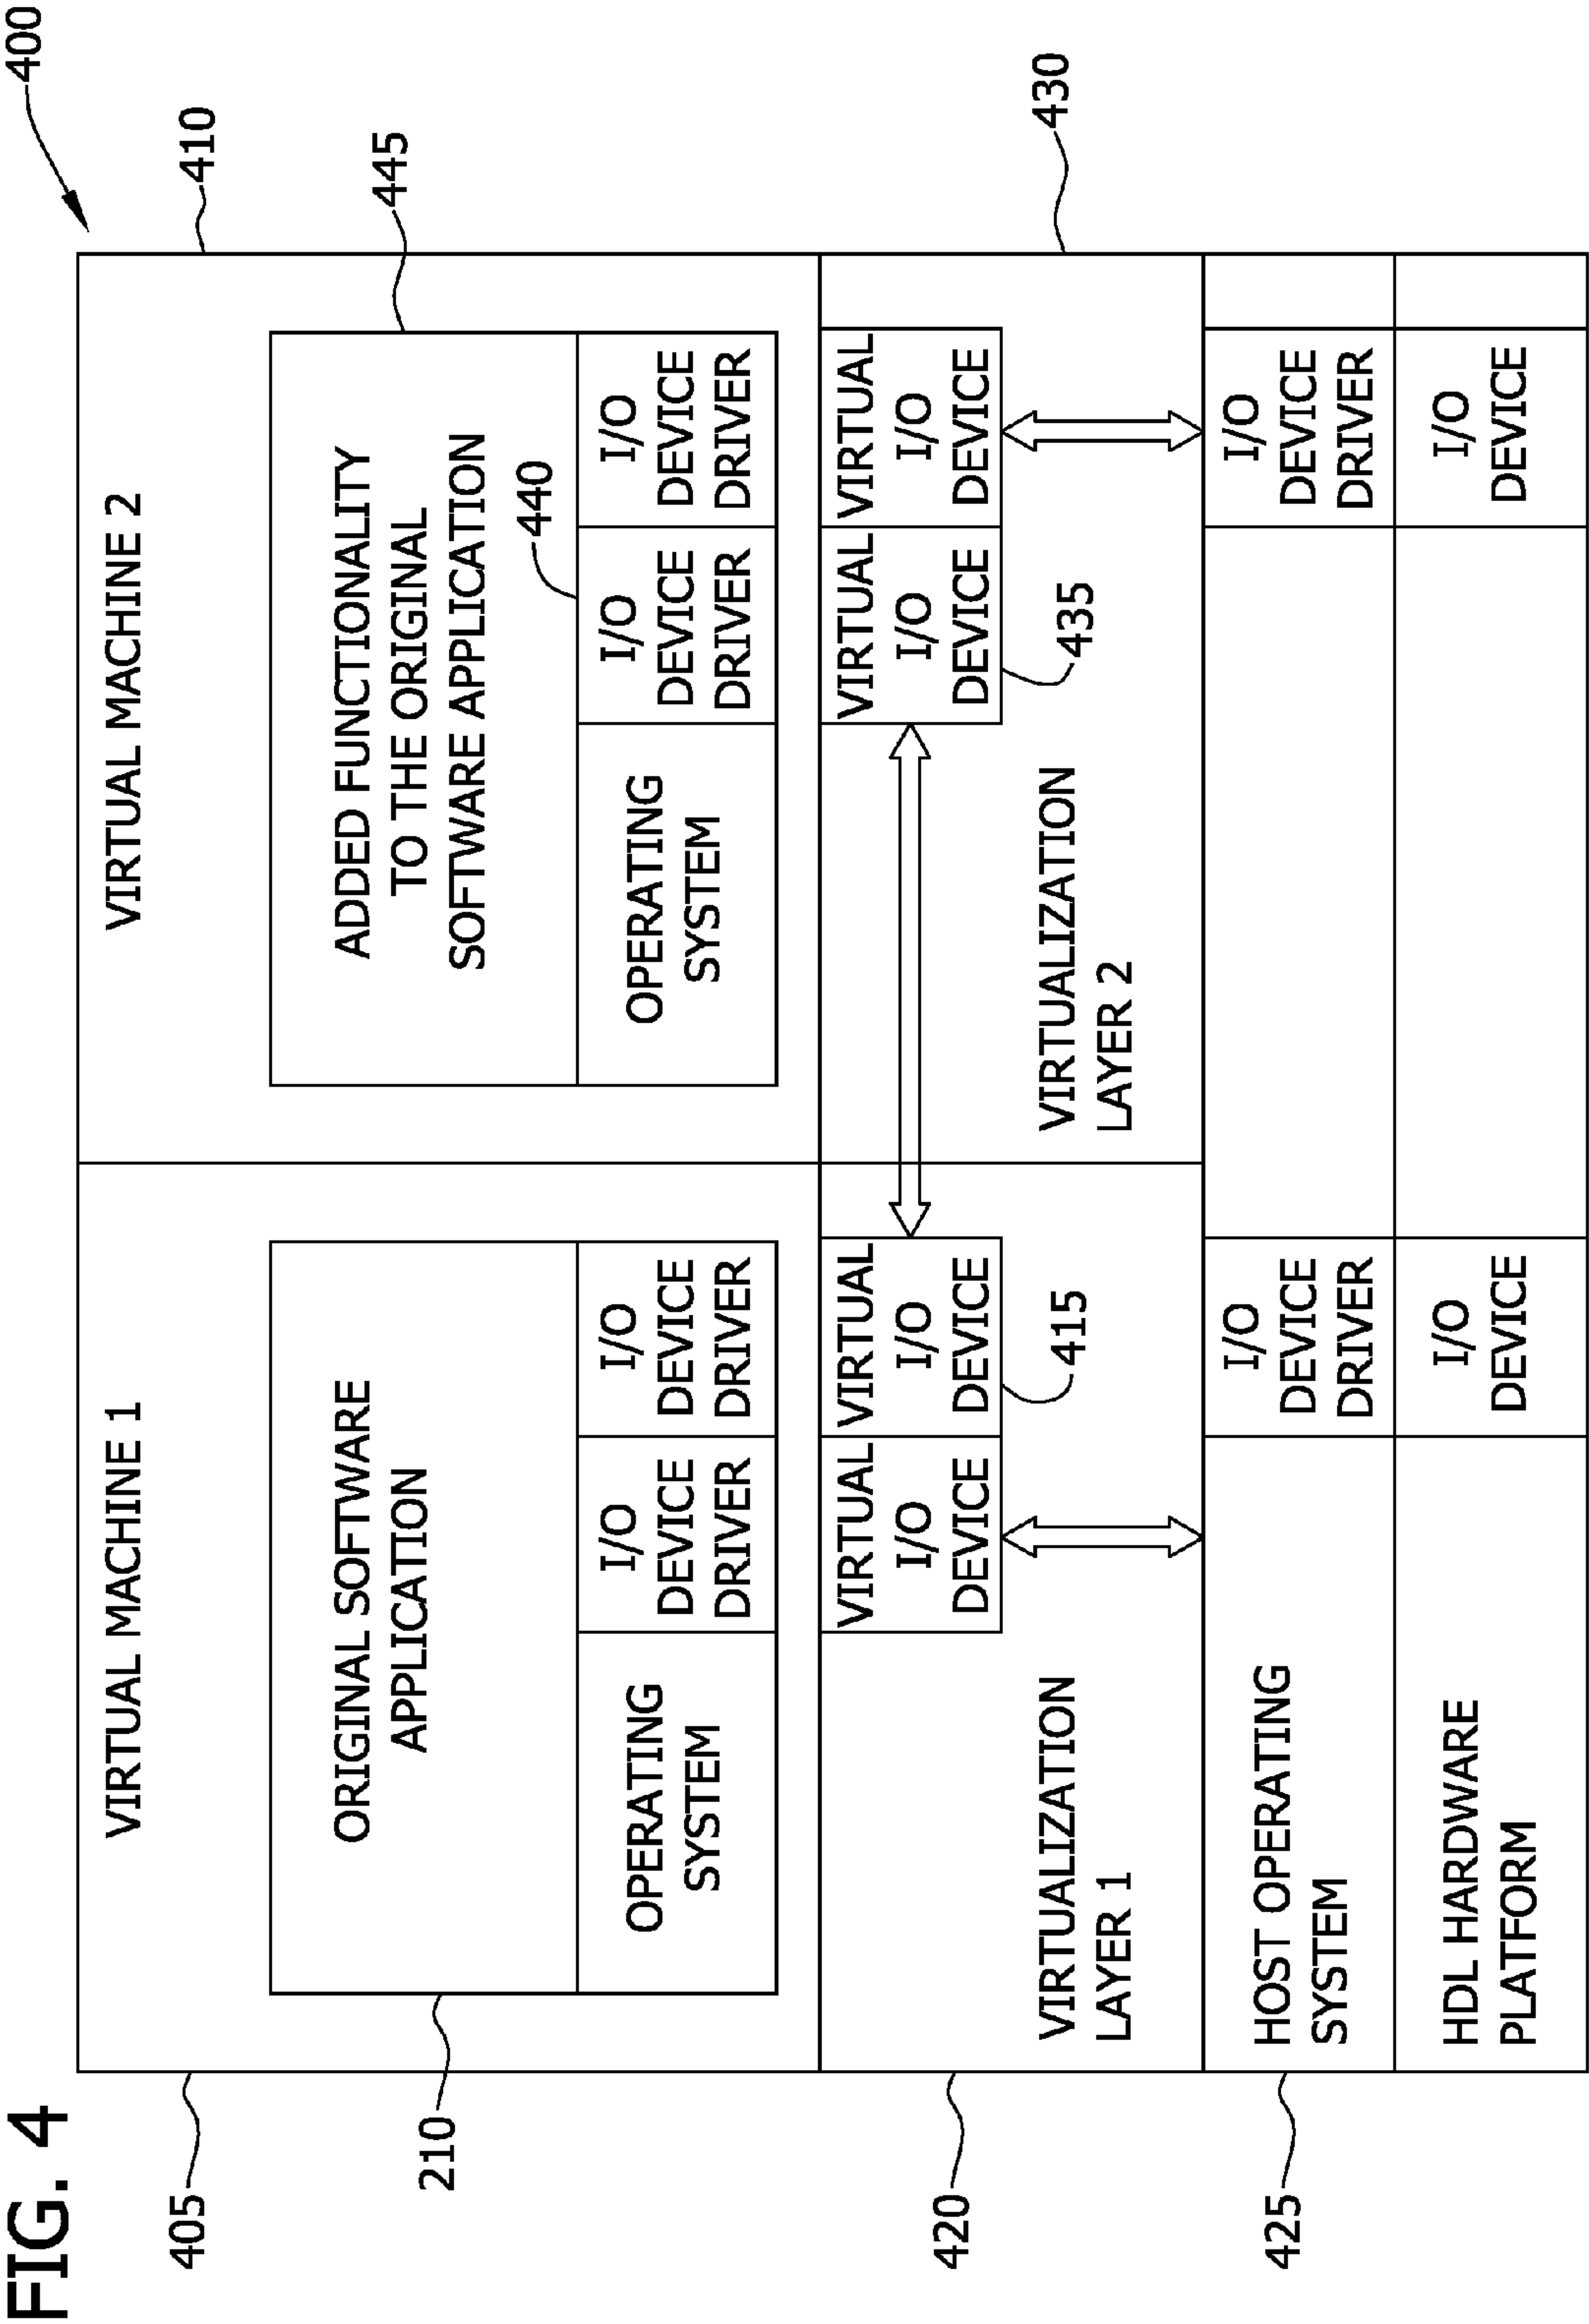 FIG. 4
400
405
VIRTUAL MACHINE 1
VIRTUAL MACHINE 2
410
210
ORIGINAL SOFTWARE
APPLICATION
ADDED FUNCTIONALITY
TO THE ORIGINAL
SOFTWARE APPLICATION
445
440
OPERATING
SYSTEM
I/O
DEVICE
DRIVER
I/O
DEVICE
DRIVER
OPERATING
SYSTEM
I/O
DEVICE
DRIVER
I/O
DEVICE
DRIVER
420
VIRTUAL
I/O
DEVICE
VIRTUAL
I/O
DEVICE
VIRTUAL
I/O
DEVICE
VIRTUAL
I/O
DEVICE
430
415
435
VIRTUALIZATION
LAYER 1
VIRTUALIZATION
LAYER 2
425
HOST OPERATING
SYSTEM
I/O
DEVICE
DRIVER
I/O
DEVICE
DRIVER
HDL HARDWARE
PLATFORM
I/O
DEVICE
I/O
DEVICE